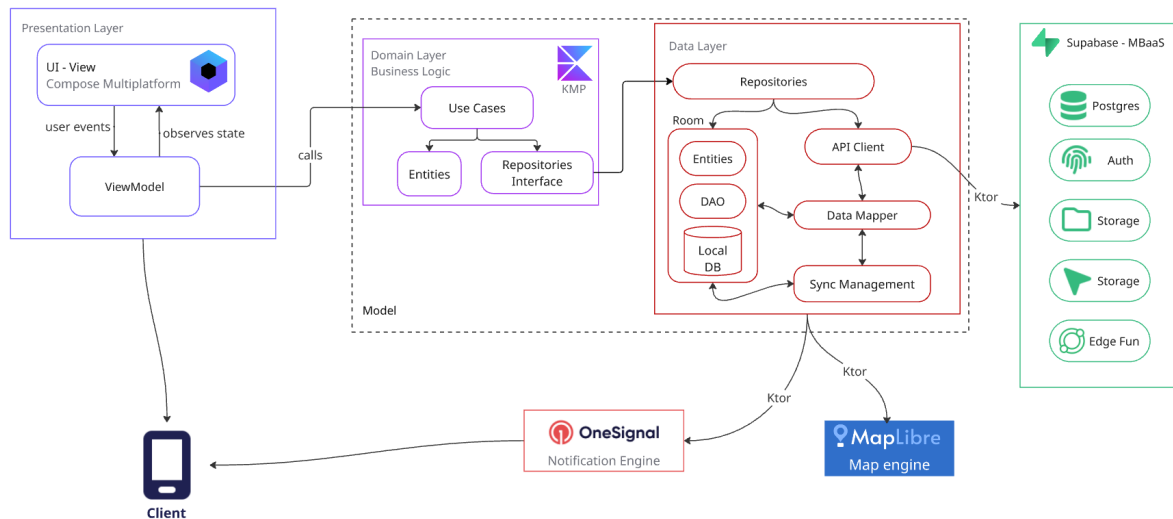 Presentation Layer
UI - View
Compose Multiplatform
user events
observes state
ViewModel
calls
Model
Domain Layer
Business Logic
KMP
Use Cases
Entities
Repositories
Interface
Data Layer
Repositories
Room
Entities
DAO
Local
DB
API Client
Data Mapper
Sync Management
Ktor
Supabase - MBaaS
Postgres
Auth
Storage
Storage
Edge Fun
Ktor
Ktor
OneSignal
Notification Engine
MapLibre
Map engine
Client